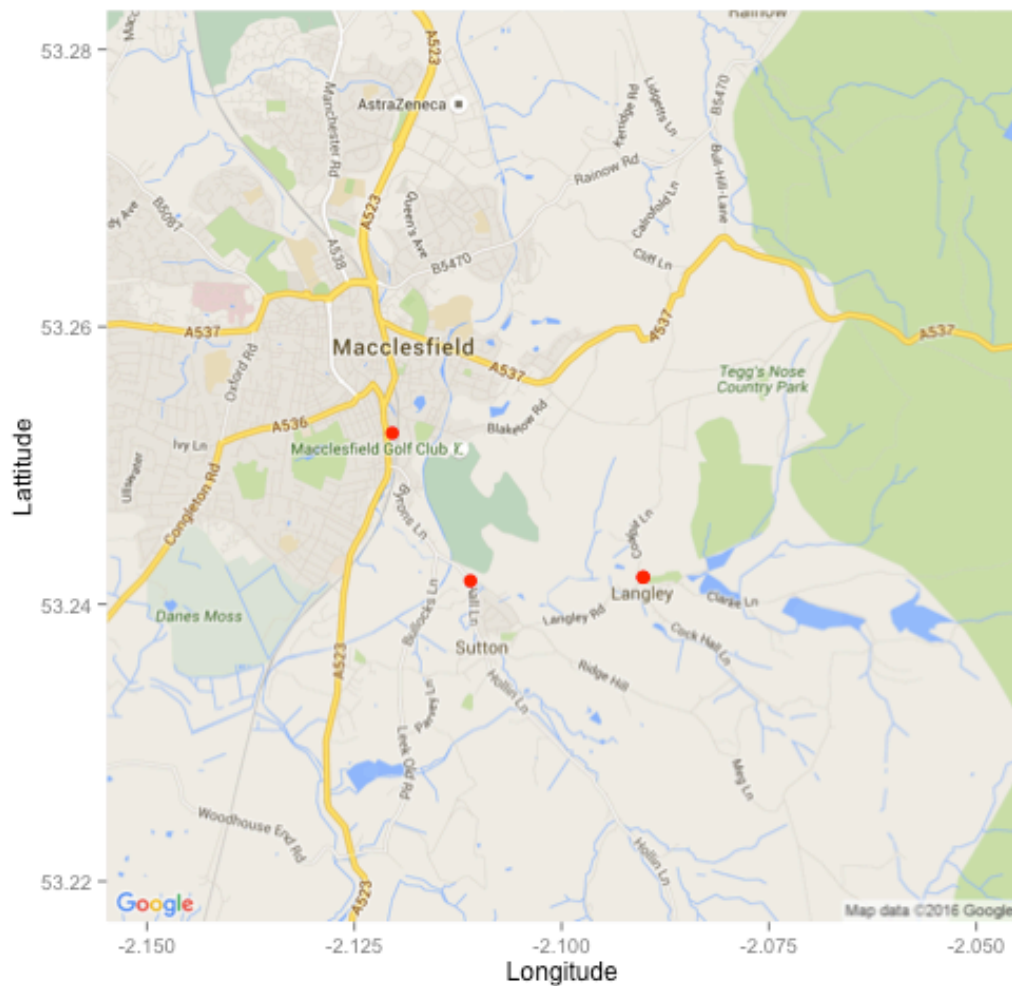 Rainow
53.28
A523
AstraZeneca
Manchester Rd
Kerridge Rd
Lidgetts Ln
B5470
Rainow Rd
Bull-Hill-Lane
Calrofold Ln
Queen's Ave
A523
B5087
dy Ave
A538
B5470
Cliff Ln
53.26
A537
A537
A537
Macclesfield
A537
Oxford Rd
Tegg's Nose
Country Park
Blakelow Rd
A536
Ivy Ln
Macclesfield Golf Club
Ullswater
Congleton Rd
Byrons Ln
Lattitude
53.24
Langley
Clarke Ln
Danes Moss
Bullocks Ln
Hall Ln
Langley Rd
Cock Hall Ln
Sutton
A523
Ridge Hill
Parvey Ln
Hollin Ln
Leek Old Rd
Meg Ln
Woodhouse End Rd
Hollin Ln
53.22
A523
Google
Map data ©2016 Google
-2.150
-2.125
-2.100
-2.075
-2.050
Longitude